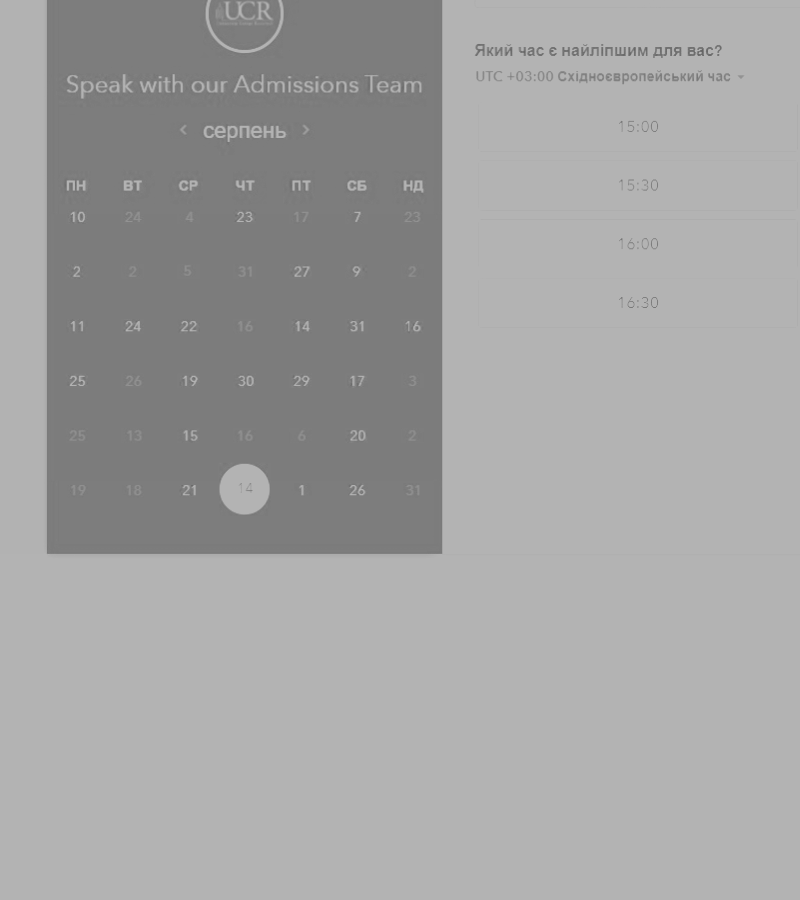 UCR
Speak with our Admissions Team
‹ серпень ›
ПН ВТ СР ЧТ ПТ СБ НД
10 24 4 23 17 7 23
2 2 5 31 27 9 2
11 24 22 16 14 31 16
25 26 19 30 29 17 3
25 13 15 16 6 20 2
19 18 21 14 1 26 31
Який час є найліпшим для вас?
UTC +03:00 Східноєвропейський час
15:00
15:30
16:00
16:30